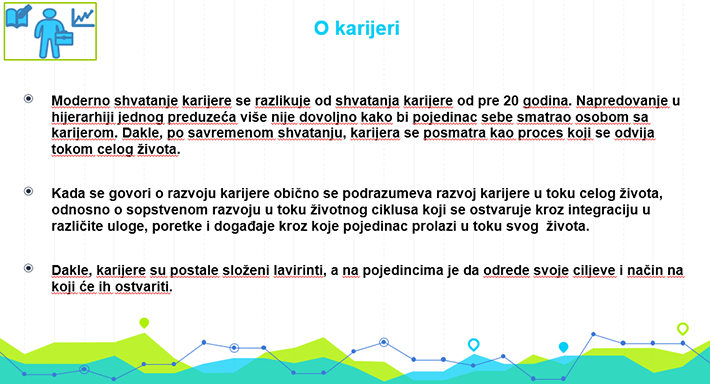 O karijeri
Moderno shvatanje karijere se razlikuje od shvatanja karijere od pre 20 godina. Napredovanje u
hijerarhiji jednog preduzeća više nije dovoljno kako bi pojedinac sebe smatrao osobom sa
karijerom. Dakle, po savremenom shvatanju, karijera se posmatra kao proces koji se odvija
tokom celog života.
Kada se govori o razvoju karijere obično se podrazumeva razvoj karijere u toku celog života,
odnosno o sopstvenom razvoju u toku životnog ciklusa koji se ostvaruje kroz integraciju u
različite uloge, poretke i događaje kroz koje pojedinac prolazi u toku svog  života.
Dakle, karijere su postale složeni lavirinti, a na pojedincima je da odrede svoje ciljeve i način na
koji će ih ostvariti.